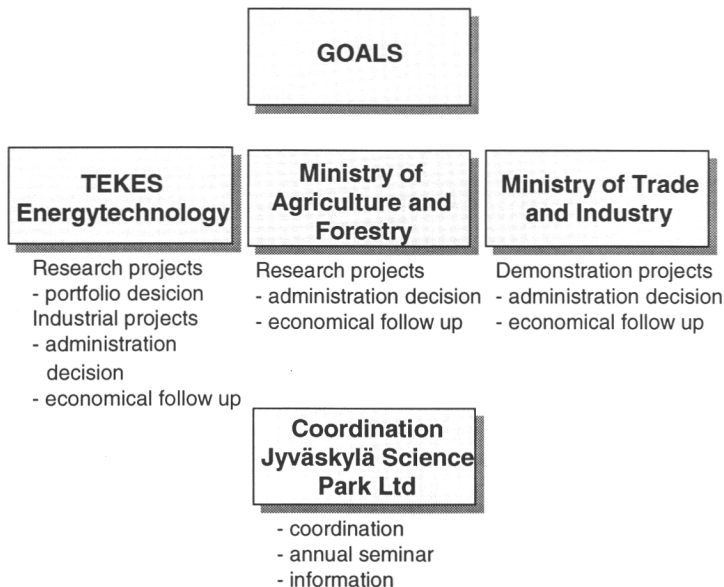 GOALS
TEKES
Energytechnology
Research projects
- portfolio desicion
Industrial projects
- administration
decision
- economical follow up
Ministry of
Agriculture and
Forestry
Research projects
- administration decision
- economical follow up
Ministry of Trade
and Industry
Demonstration projects
- administration decision
- economical follow up
Coordination
Jyväskylä Science
Park Ltd
- coordination
- annual seminar
- information